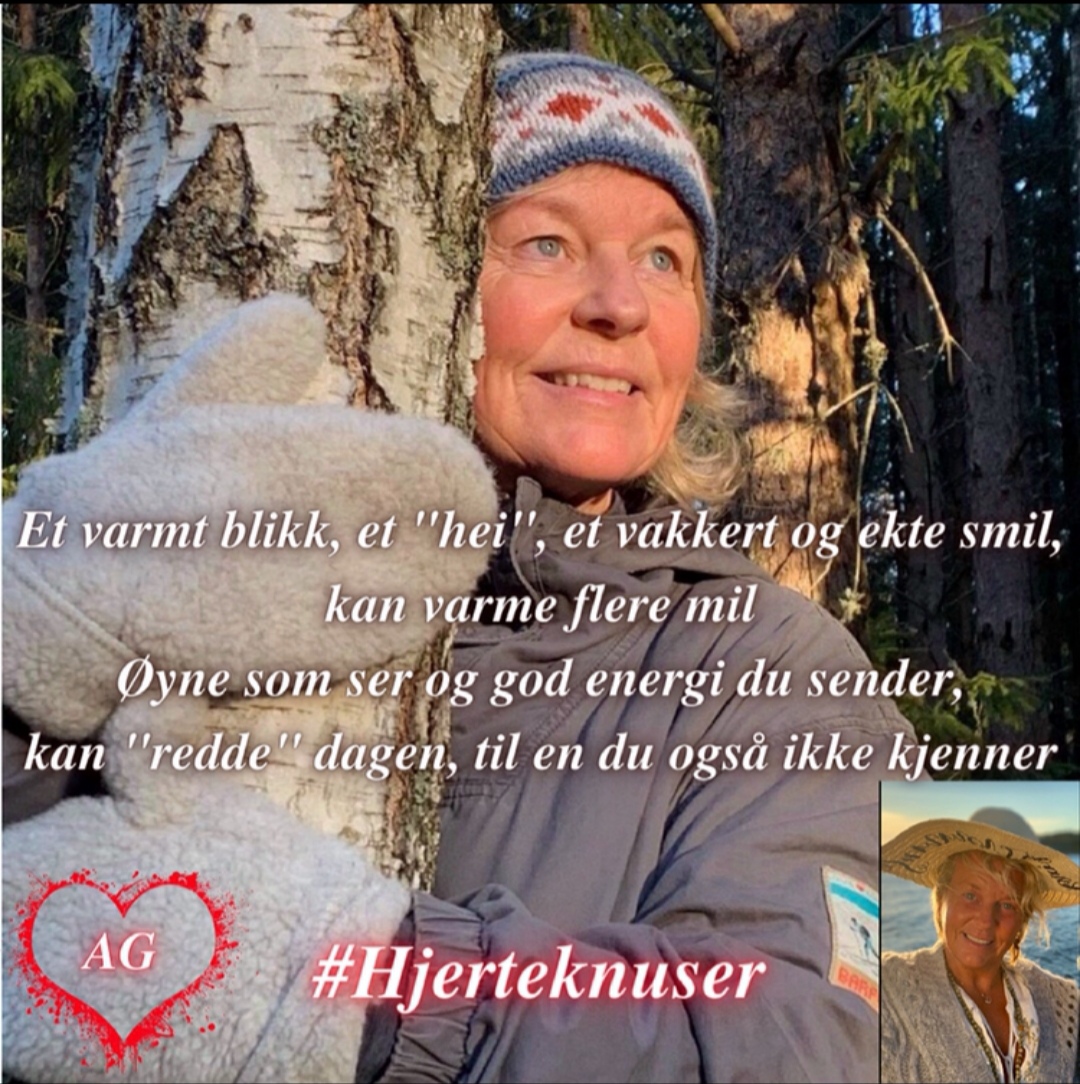 Et varmt blikk, et "hei", et vakkert og ekte smil,
kan varme flere mil
Øyne som ser og god energi du sender,
kan "redde" dagen, til en du også ikke kjenner
AG
#Hjerteknuser